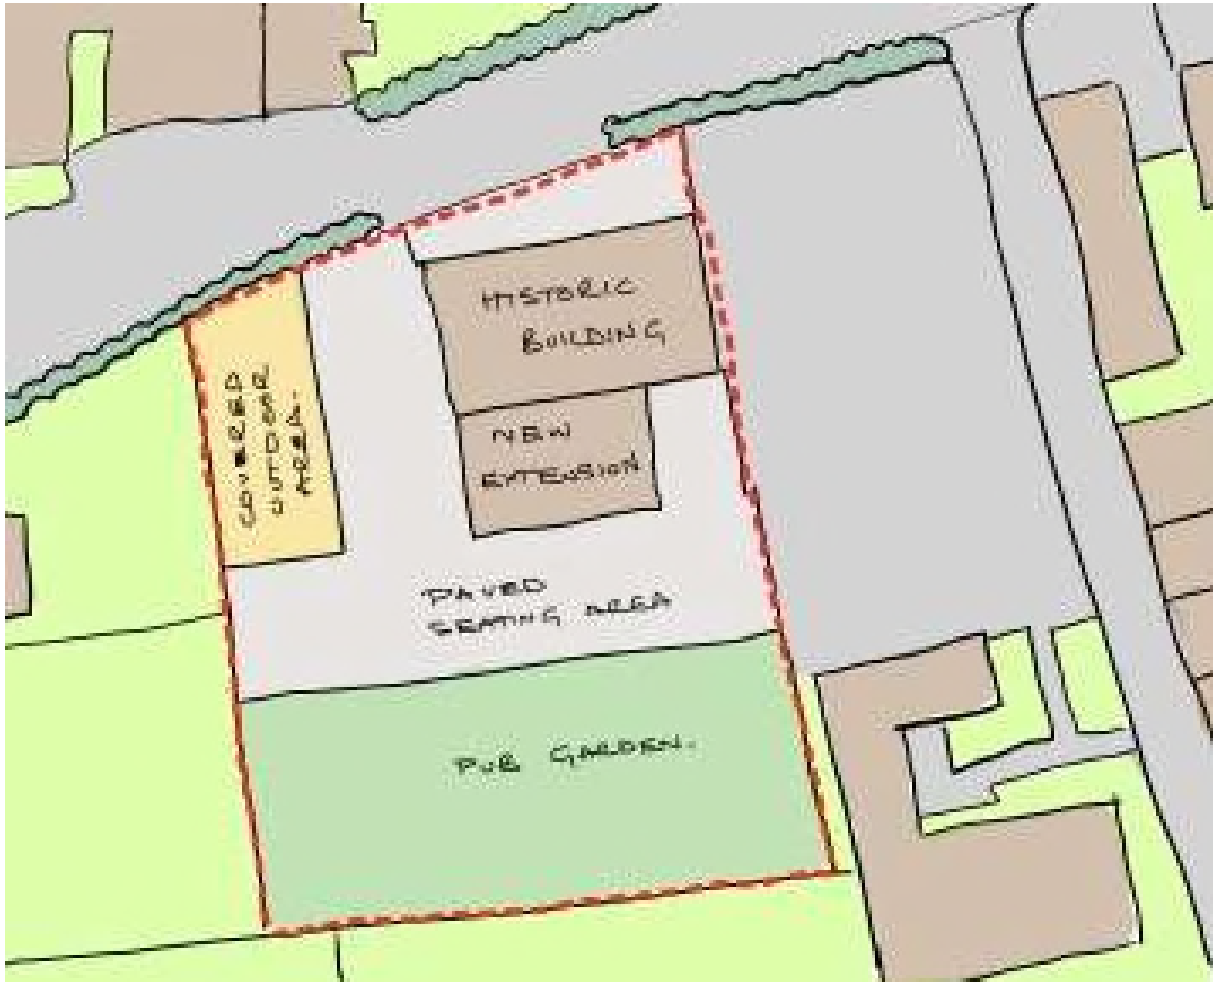 HISTORIC
BUILDING
COVERED
OUTDOOR
AREA.
NEW
EXTENSION
PAVED
SEATING AREA
PUB GARDEN.